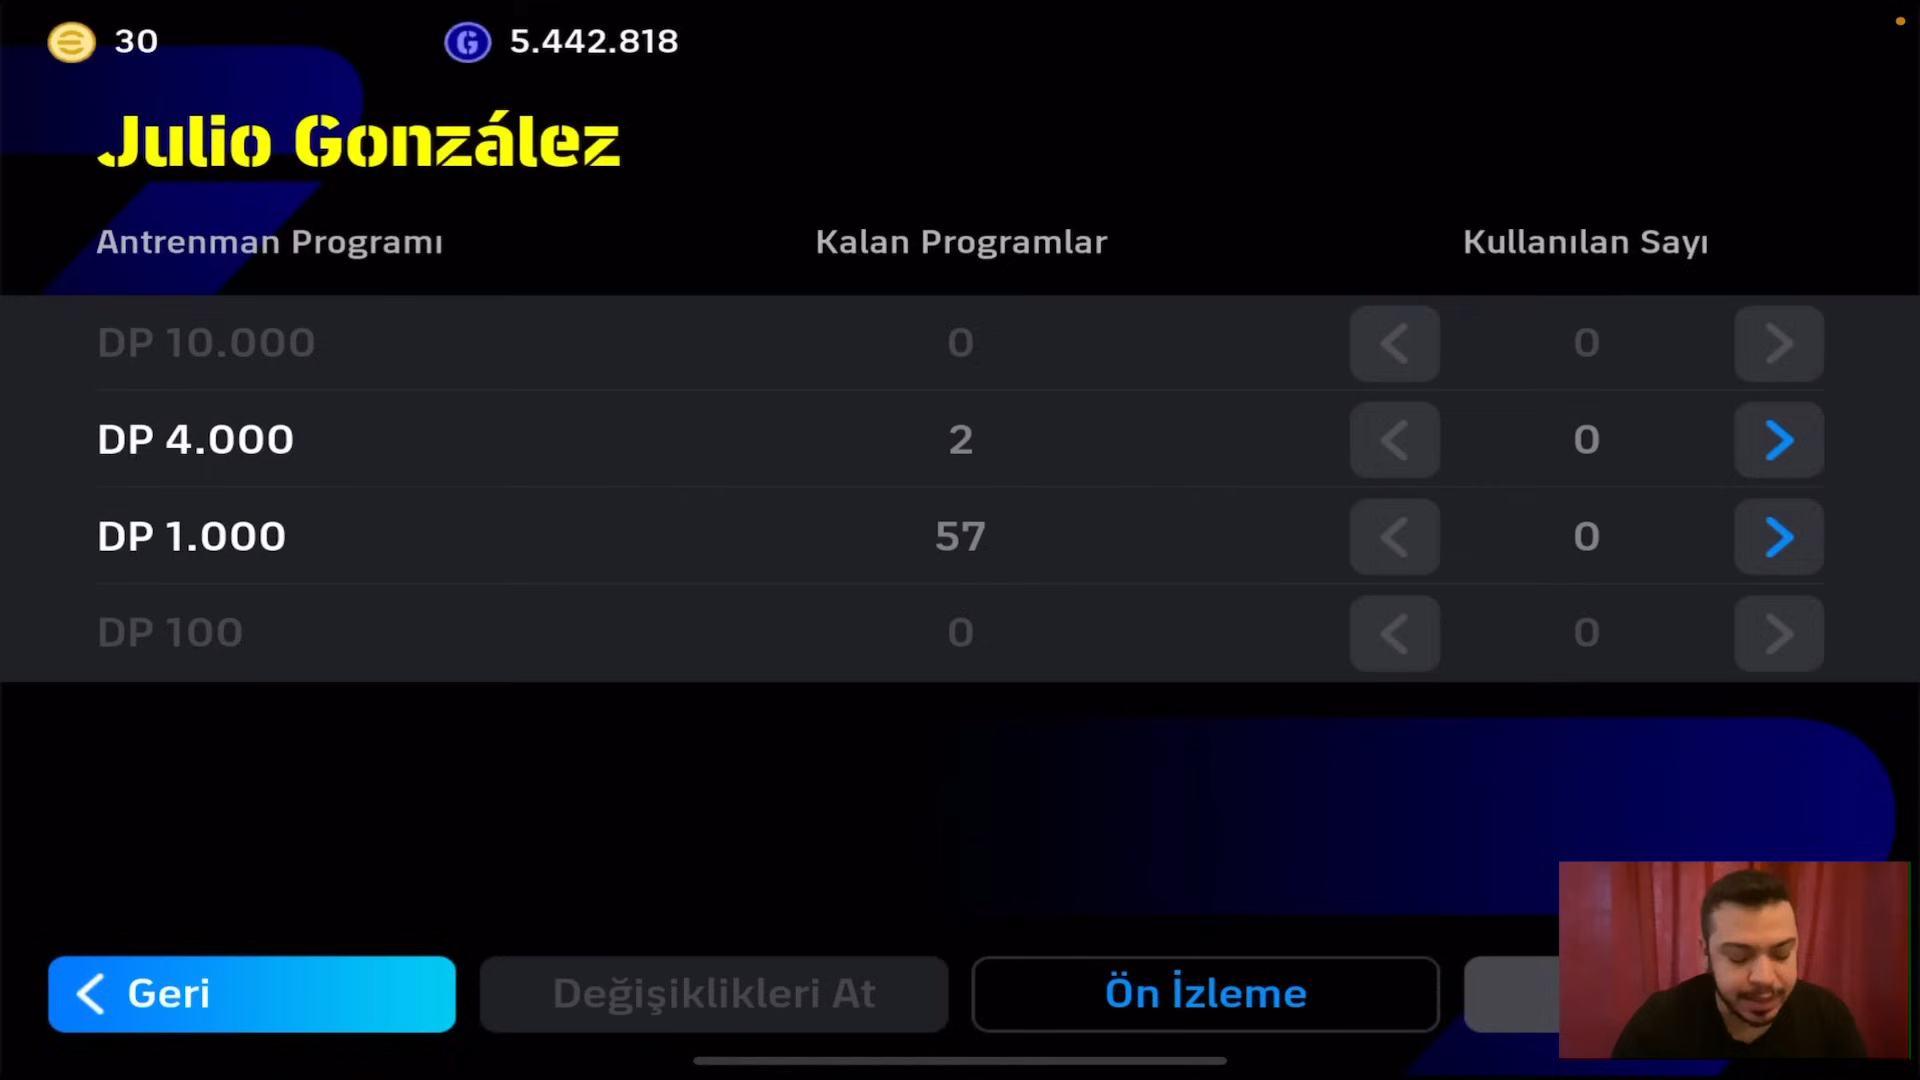 30
5.442.818
Julio González
Antrenman Programı Kalan Programlar Kullanılan Sayı
DP 10.000 0 0
DP 4.000 2 0
DP 1.000 57 0
DP 100 0 0
Geri Değişiklikleri At Ön İzleme